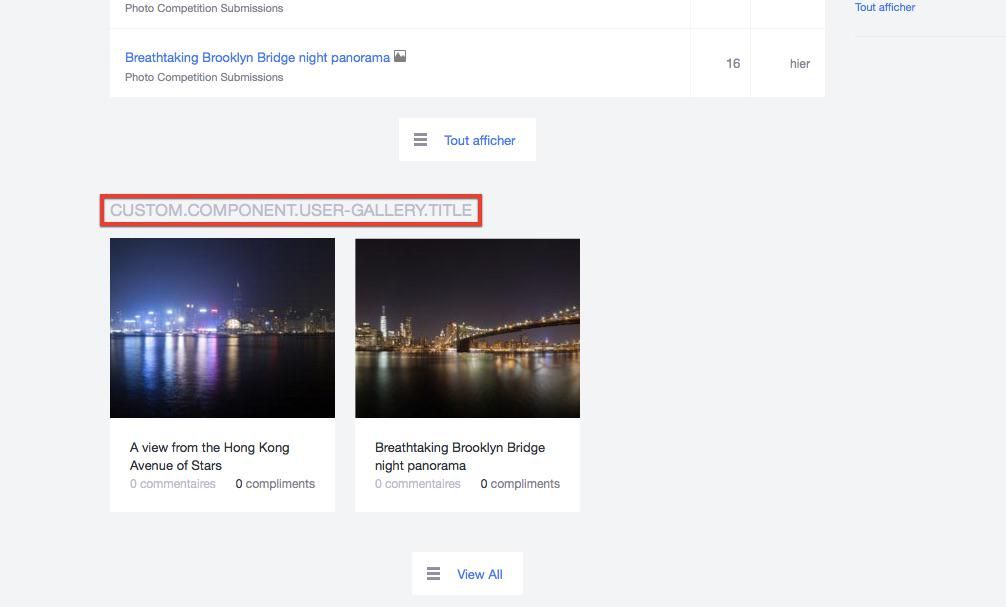 Photo Competition Submissions
Tout afficher
Breathtaking Brooklyn Bridge night panorama
16
hier
Photo Competition Submissions
Tout afficher
CUSTOM.COMPONENT.USER-GALLERY.TITLE
A view from the Hong Kong
Avenue of Stars
0 commentaires 0 compliments
Breathtaking Brooklyn Bridge
night panorama
0 commentaires 0 compliments
View All